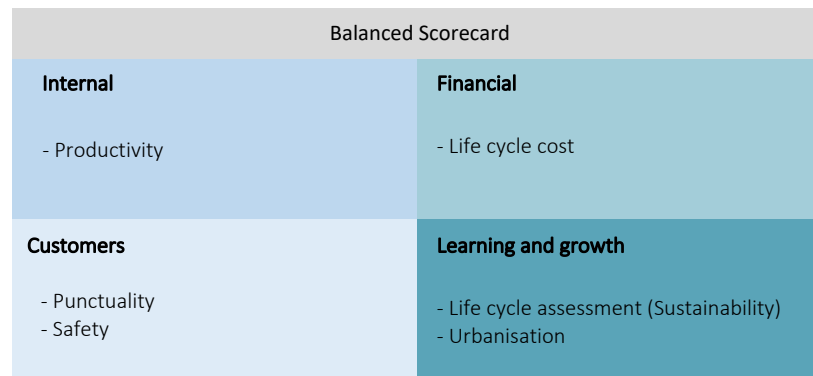 Balanced Scorecard
Internal
- Productivity
Financial
- Life cycle cost
Customers
- Punctuality
- Safety
Learning and growth
- Life cycle assessment (Sustainability)
- Urbanisation